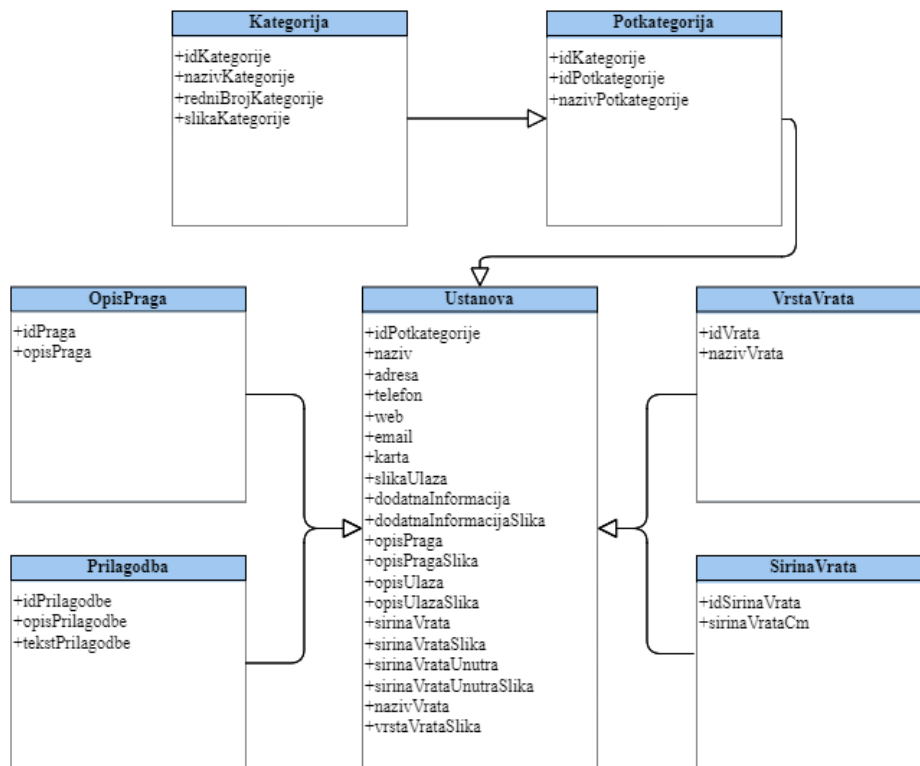 Kategorija
+idKategorije
+nazivKategorije
+redniBrojKategorije
+slikaKategorije
Potkategorija
+idKategorije
+idPotkategorije
+nazivPotkategorije
OpisPraga
+idPraga
+opisPraga
Ustanova
+idPotkategorije
+naziv
+adresa
+telefon
+web
+email
+karta
+slikaUlaza
+dodatnaInformacija
+dodatnaInformacijaSlika
+opisPraga
+opisPragaSlika
+opisUlaza
+opisUlazaSlika
+sirinaVrata
+sirinaVrataSlika
+sirinaVrataUnutra
+sirinaVrataUnutraSlika
+nazivVrata
+vrstaVrataSlika
VrstaVrata
+idVrata
+nazivVrata
Prilagodba
+idPrilagodbe
+opisPrilagodbe
+tekstPrilagodbe
SirinaVrata
+idSirinaVrata
+sirinaVrataCm